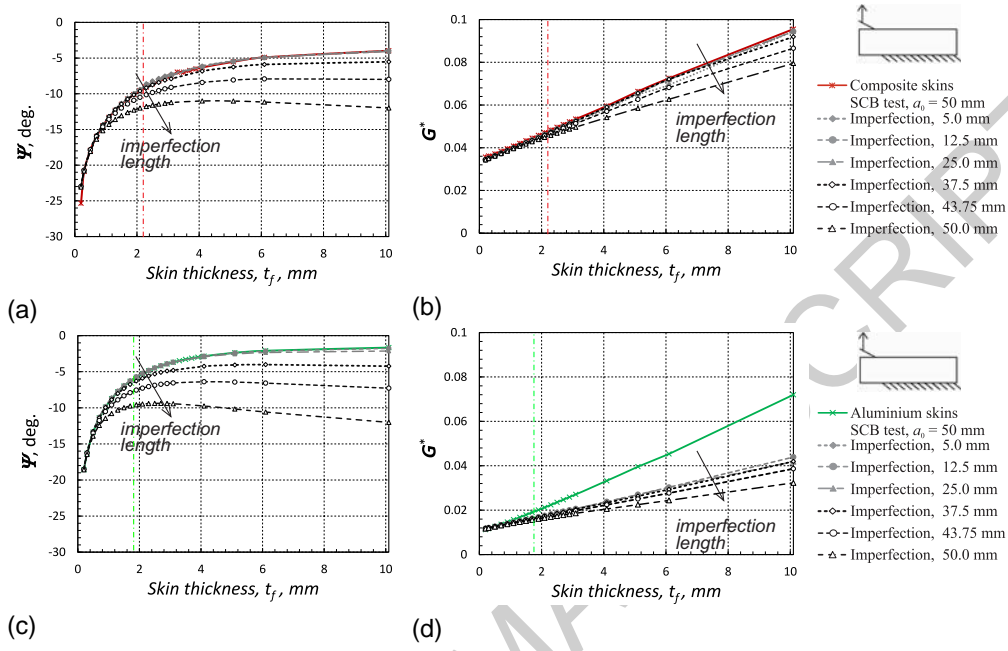 0
-5
-10
-15
-20
-25
-30
Ψ, deg.
0 2 4 6 8 10
Skin thickness, t_f, mm
imperfection
length
(a)
0.1
0.08
0.06
0.04
0.02
0
G*
0 2 4 6 8 10
Skin thickness, t_f, mm
imperfection
length
(b)
Composite skins
SCB test, a₀ = 50 mm
Imperfection, 5.0 mm
Imperfection, 12.5 mm
Imperfection, 25.0 mm
Imperfection, 37.5 mm
Imperfection, 43.75 mm
Imperfection, 50.0 mm
0
-5
-10
-15
-20
-25
-30
Ψ, deg.
0 2 4 6 8 10
Skin thickness, t_f, mm
imperfection
length
(c)
0.1
0.08
0.06
0.04
0.02
0
G*
0 2 4 6 8 10
Skin thickness, t_f, mm
imperfection
length
(d)
Aluminium skins
SCB test, a₀ = 50 mm
Imperfection, 5.0 mm
Imperfection, 12.5 mm
Imperfection, 25.0 mm
Imperfection, 37.5 mm
Imperfection, 43.75 mm
Imperfection, 50.0 mm